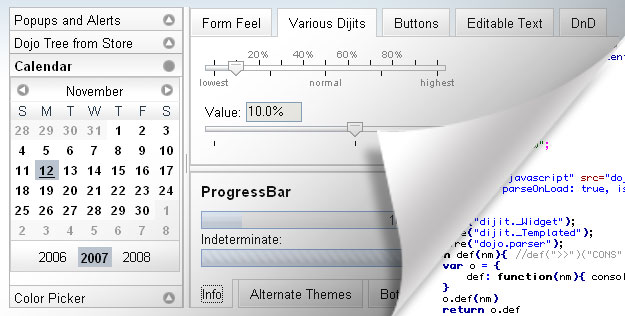 Popups and Alerts
Dojo Tree from Store
Calendar
November
S M T W T F S
28 29 30 31 1 2 3
4 5 6 7 8 9 10
11 12 13 14 15 16 17
18 19 20 21 22 23 24
25 26 27 28 29 30 1
2 3 4 5 6 7 8
2006 2007 2008
Color Picker
Form Feel Various Dijits Buttons Editable Text DnD
20% 40% 60% 80%
lowest normal highest
Value: 10.0%
ProgressBar
Indeterminate:
Info Alternate Themes
javascript" src="doj
parseOnLoad: true, is
("dijit._Widget");
("dijit._Templated");
("dojo.parser");
def(nm){ //def(">>")("CONS"
var o = {
def: function(nm){ consol
}
o.def(nm)
return o.def